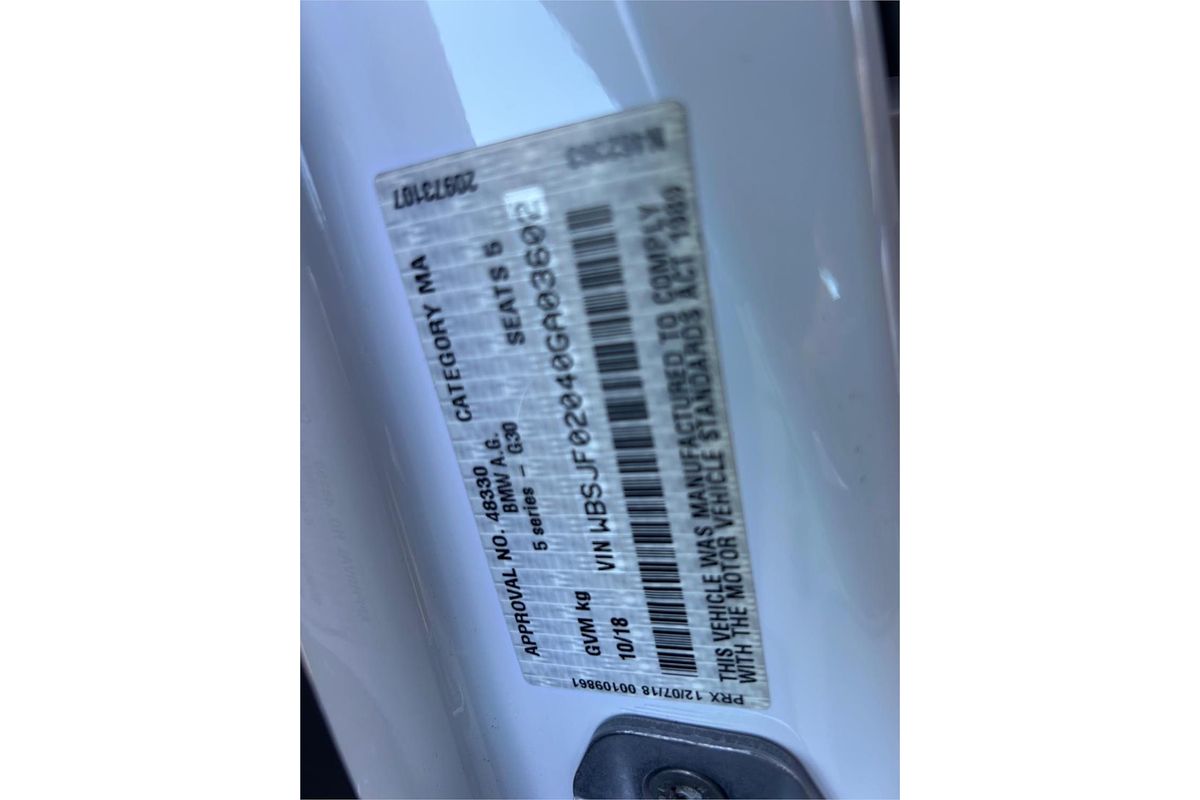 APPROVAL NO. 48330 CATEGORY MA
BMW A.G.
5 series – G30 SEATS 5
GVM kg VIN WBSJF02040GA03602
10/18
THIS VEHICLE WAS MANUFACTURED TO COMPLY
WITH THE MOTOR VEHICLE STANDARDS ACT 1989
PRX 12/07/18 00109861
20973107